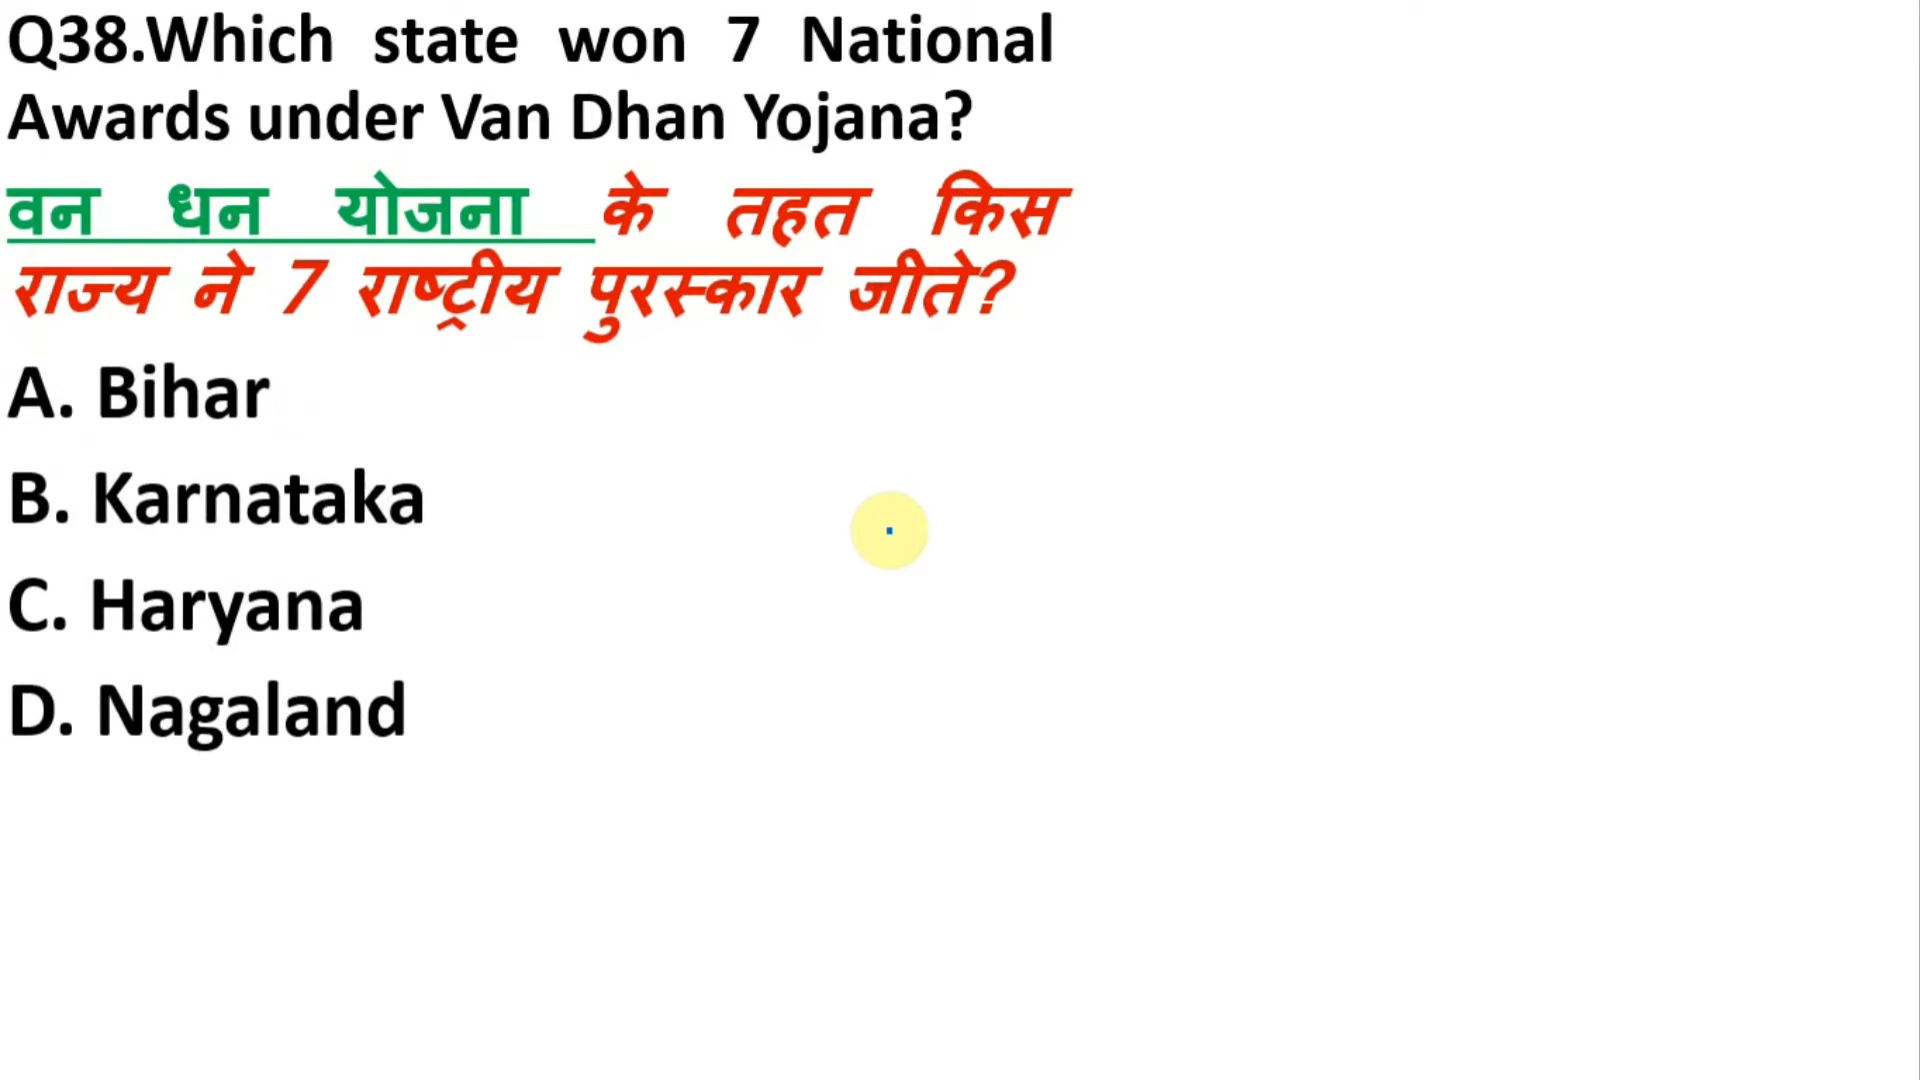 Q38.Which state won 7 National
Awards under Van Dhan Yojana?
वन धन योजना के तहत किस
राज्य ने 7 राष्ट्रीय पुरस्कार जीते?
A. Bihar
B. Karnataka
C. Haryana
D. Nagaland